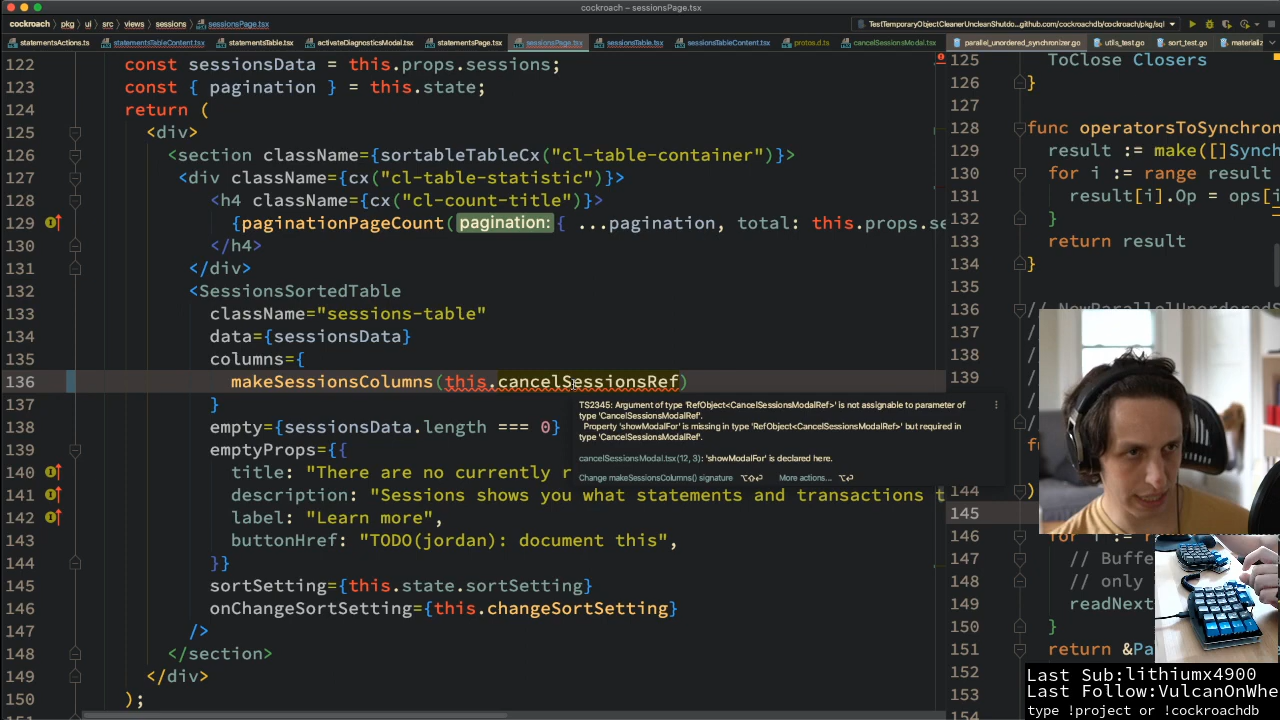 cockroach – sessionsPage.tsx
cockroach › pkg › ui › src › views › sessions › sessionsPage.tsx
TestTemporaryObjectCleanerUncleanShutdo...github.com/cockroachdb/cockroach/pkg/sql
statementsActions.ts statementsTableContent.tsx statementsTable.tsx activateDiagnosticsModal.tsx statementsPage.tsx sessionsPage.tsx sessionsTable.tsx sessionsTableContent.tsx protos.d.ts cancelSessionsModal.tsx
parallel_unordered_synchronizer.go utils_test.go sort_test.go
122 const sessionsData = this.props.sessions;
123 const { pagination } = this.state;
124 return (
125 <div>
126 <section className={sortableTableCx("cl-table-container")}>
127 <div className={cx("cl-table-statistic")}>
128 <h4 className={cx("cl-count-title")}>
129 {paginationPageCount( pagination: { ...pagination, total: this.props.se
130 </h4>
131 </div>
132 <SessionsSortedTable
133 className="sessions-table"
134 data={sessionsData}
135 columns={
136 makeSessionsColumns(this.cancelSessionsRef)
137 }
138 empty={sessionsData.length === 0}
139 emptyProps={{
140 title: "There are no currently r
141 description: "Sessions shows you what statements and transactions t
142 label: "Learn more",
143 buttonHref: "TODO(jordan): document this",
144 }}
145 sortSetting={this.state.sortSetting}
146 onChangeSortSetting={this.changeSortSetting}
147 />
148 </section>
149 </div>
150 );
TS2345: Argument of type 'RefObject<CancelSessionsModalRef>' is not assignable to parameter of
type 'CancelSessionsModalRef'.
Property 'showModalFor' is missing in type 'RefObject<CancelSessionsModalRef>' but required in
type 'CancelSessionsModalRef'.
cancelSessionsModal.tsx(12, 3): 'showModalFor' is declared here.
Change makeSessionsColumns() signature ⌥⇧⏎ More actions... ⌥⏎
125 ToClose Closers
126 }
127
128 func operatorsToSynchron
129 result := make([]Synch
130 for i := range result
131 result[i].Op = ops[i
132 }
133 return result
134 }
135
136
137 //
138 //
139 //
144 )
145
146
147 // Buffe
148 // only
149 readNext
150 }
151 return &Pa
152
153
154
Last Sub:lithiumx4900
Last Follow:VulcanOnWhe
type !project or !cockroachdb